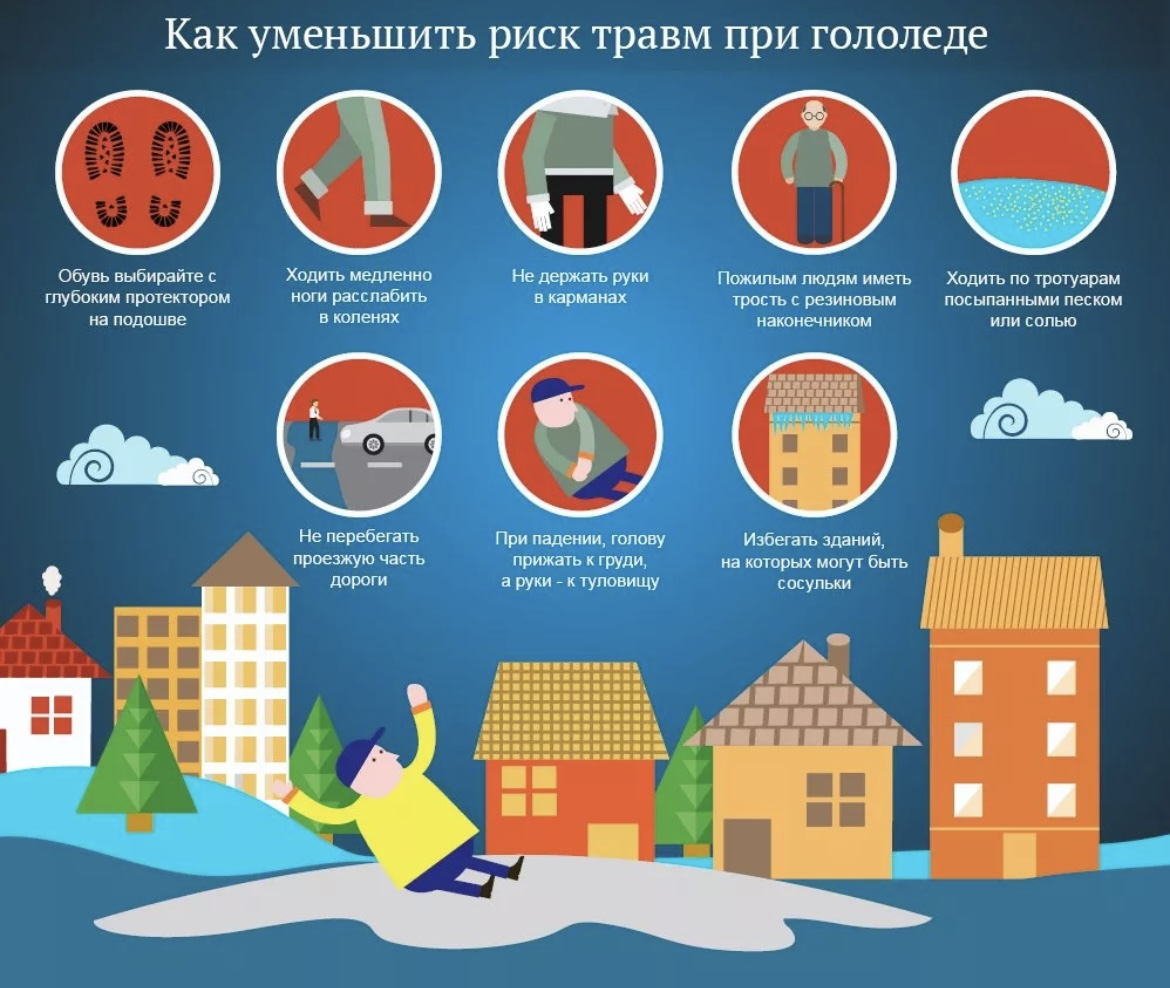 Как уменьшить риск травм при гололеде
Обувь выбирайте с
глубоким протектором
на подошве
Ходить медленно
ноги расслабить
в коленях
Не держать руки
в карманах
Пожилым людям иметь
трость с резиновым
наконечником
Ходить по тротуарам
посыпанными песком
или солью
Не перебегать
проезжую часть
дороги
При падении, голову
прижать к груди,
а руки - к туловищу
Избегать зданий,
на которых могут быть
сосульки